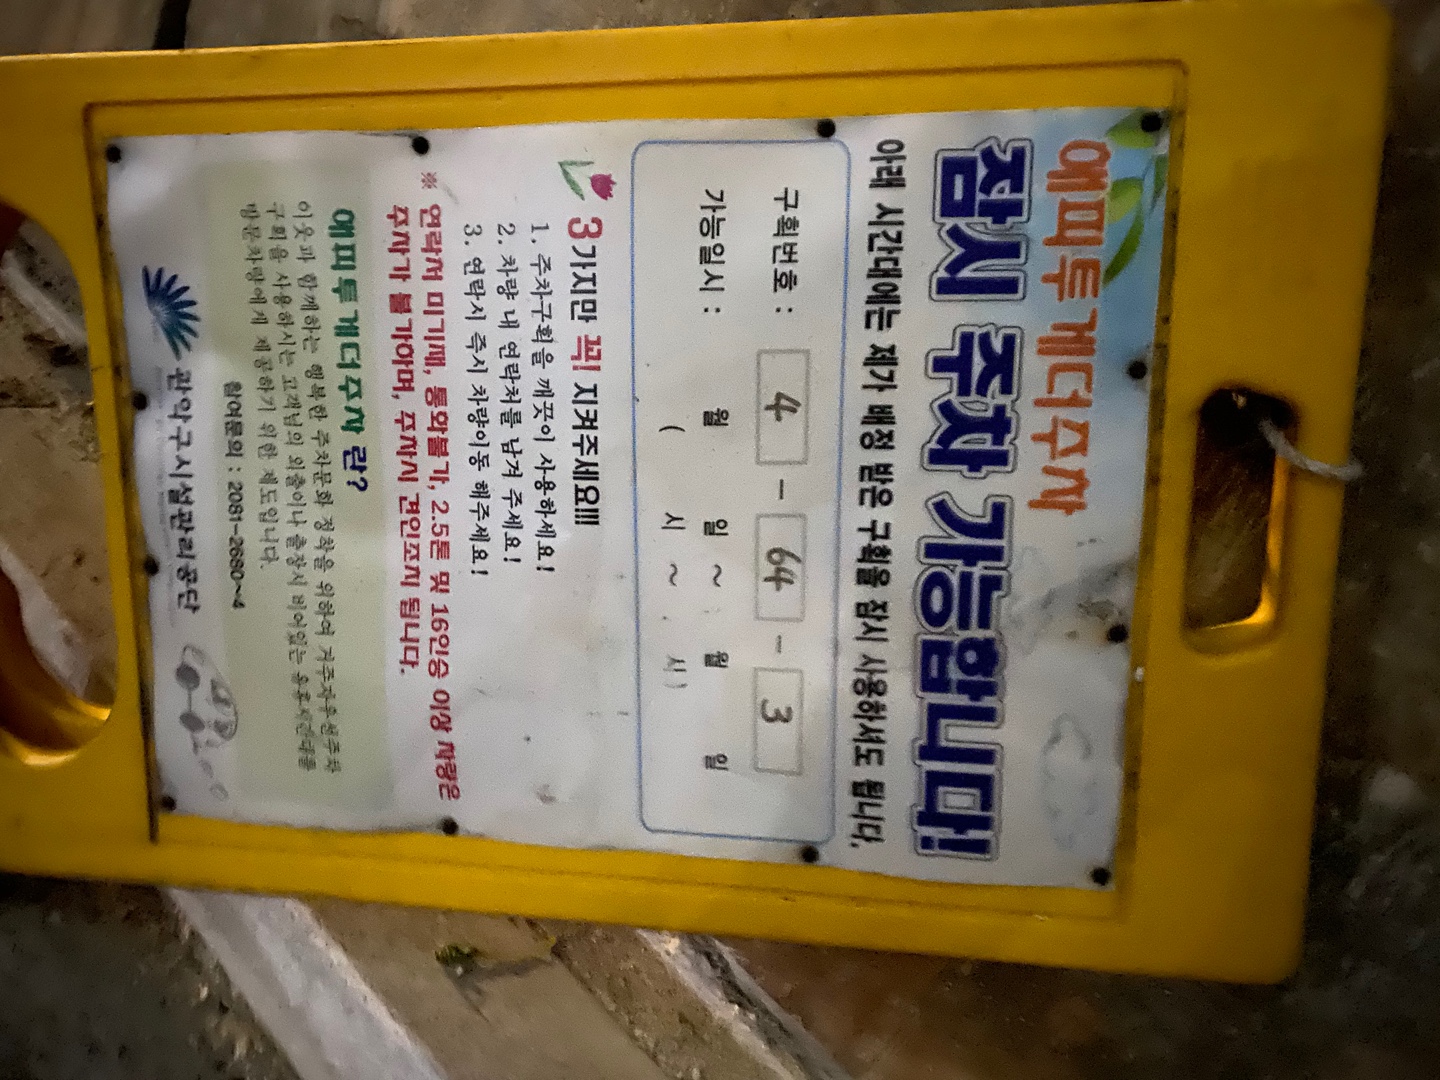 해피투게더주차
잠시 주차 가능합니다!
아래 시간대에는 제가 배정 받은 구획을 잠시 사용하셔도 됩니다.
구획번호 : 4 - 64 - 3
가능일시 : 월 일 ~ 월 일
( 시 ~ 시)
3가지만 꼭! 지켜주세요!!!
1. 주차구획을 깨끗이 사용하세요!
2. 차량 내 연락처를 남겨 주세요!
3. 연락시 즉시 차량이동 해주세요!
※ 연락처 미기재, 통화불가, 2.5톤 및 16인승 이상 차량은
주차가 불가하며, 주차시 견인조치 됩니다.
해피투게더주차 란?
이웃과 함께하는 행복한 주차문화 정착을 위하여 거주자우선주차
구획을 사용하시는 고객님의 외출이나 출장시 비어있는 유휴시간대를
방문차량에게 제공하기 위한 제도입니다.
참여문의 : 2081-2680~4
관악구시설관리공단